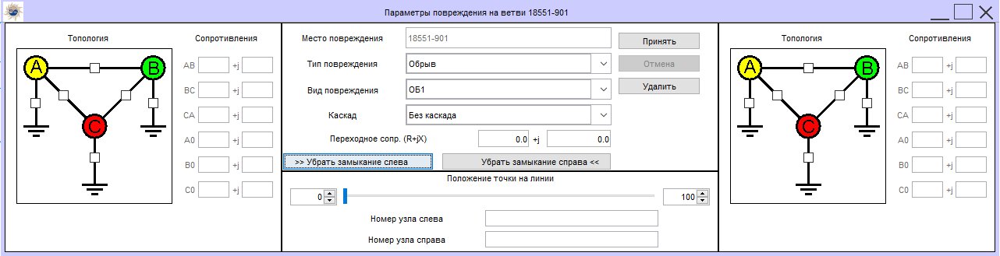 Параметры повреждения на ветви 18551-901
Топология
Сопротивления
A
B
C
AB +j
BC +j
CA +j
A0 +j
B0 +j
C0 +j
Место повреждения 18551-901 Принять
Тип повреждения Обрыв Отмена
Вид повреждения ОБ1 Удалить
Каскад Без каскада
Переходное сопр. (R+jX) 0.0 +j 0.0
>> Убрать замыкание слева Убрать замыкание справа <<
Положение точки на линии
0 100
Номер узла слева
Номер узла справа
Топология
Сопротивления
A
B
C
AB +j
BC +j
CA +j
A0 +j
B0 +j
C0 +j